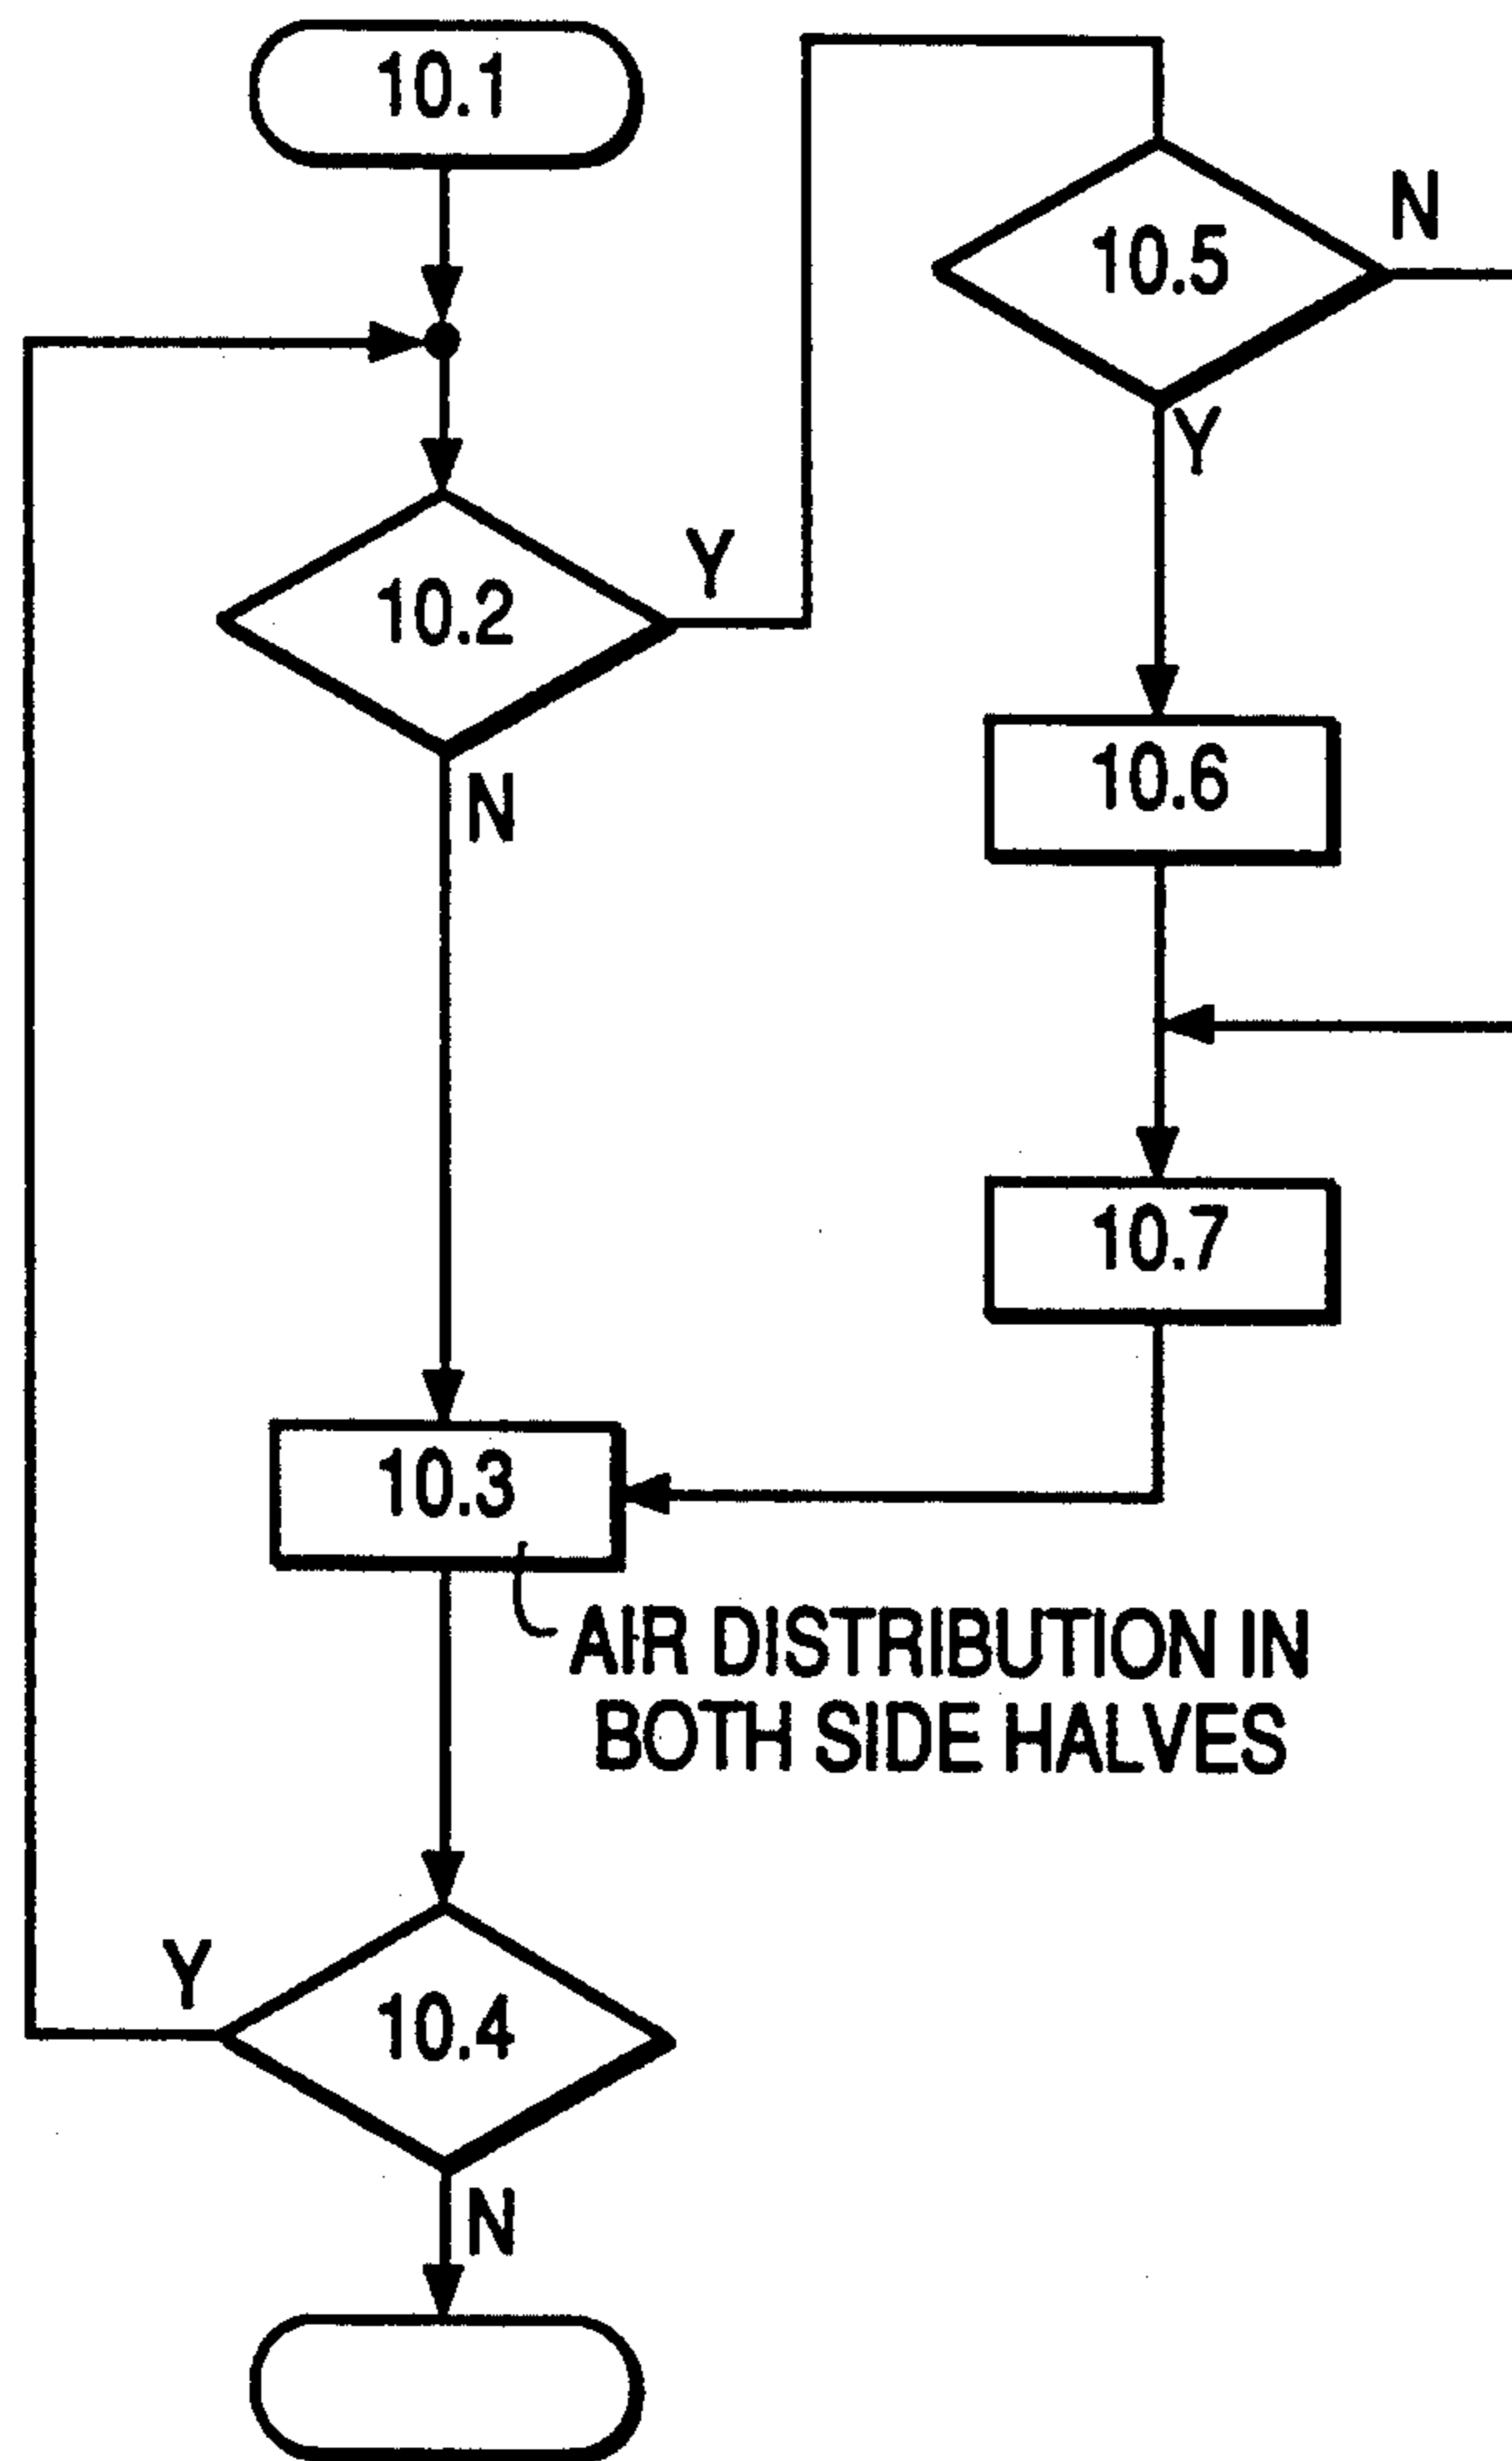 10.1
10.2
Y
N
10.3
AIR DISTRIBUTION IN
BOTH SIDE HALVES
10.4
Y
N
10.5
N
Y
10.6
10.7